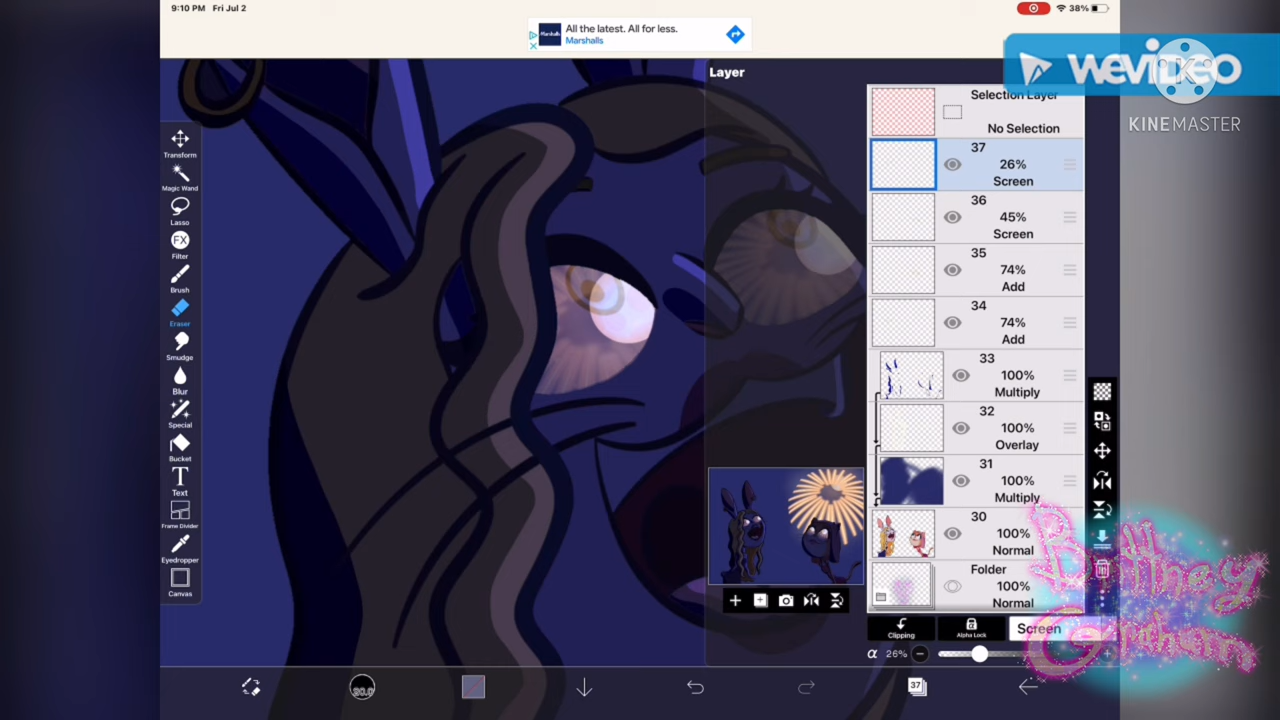 9:10 PM Fri Jul 2
38%
All the latest. All for less.
Marshalls
Layer
WeVideo
KINEMASTER
Selection Layer
No Selection
37
26%
Screen
36
45%
Screen
35
74%
Add
34
74%
Add
33
100%
Multiply
32
100%
Overlay
31
100%
Multiply
30
100%
Normal
Folder
100%
Normal
Clipping
Alpha Lock
Screen
α 26%
Transform
Magic Wand
Lasso
FX
Filter
Brush
Eraser
Smudge
Blur
Special
Bucket
T
Text
Frame Divider
Eyedropper
Canvas
30.0
37